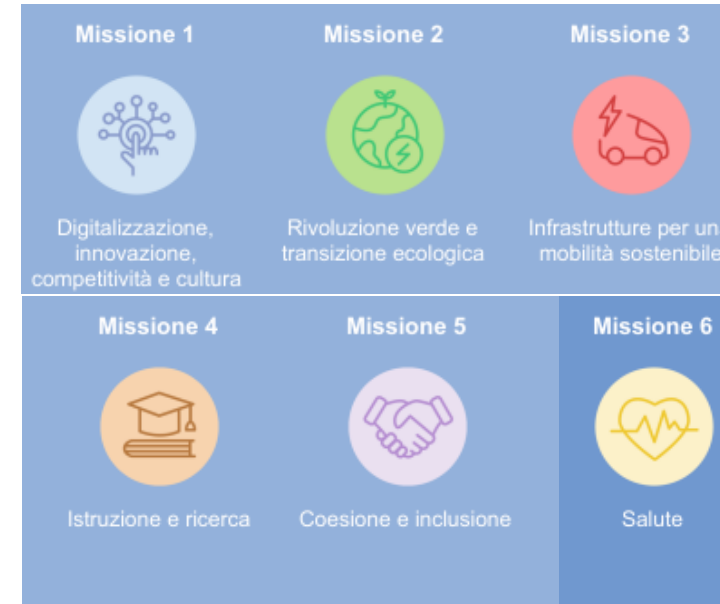 Missione 1
Missione 2
Missione 3
Digitalizzazione,
innovazione,
competitività e cultura
Rivoluzione verde e
transizione ecologica
Infrastrutture per una
mobilità sostenibile
Missione 4
Missione 5
Missione 6
Istruzione e ricerca
Coesione e inclusione
Salute